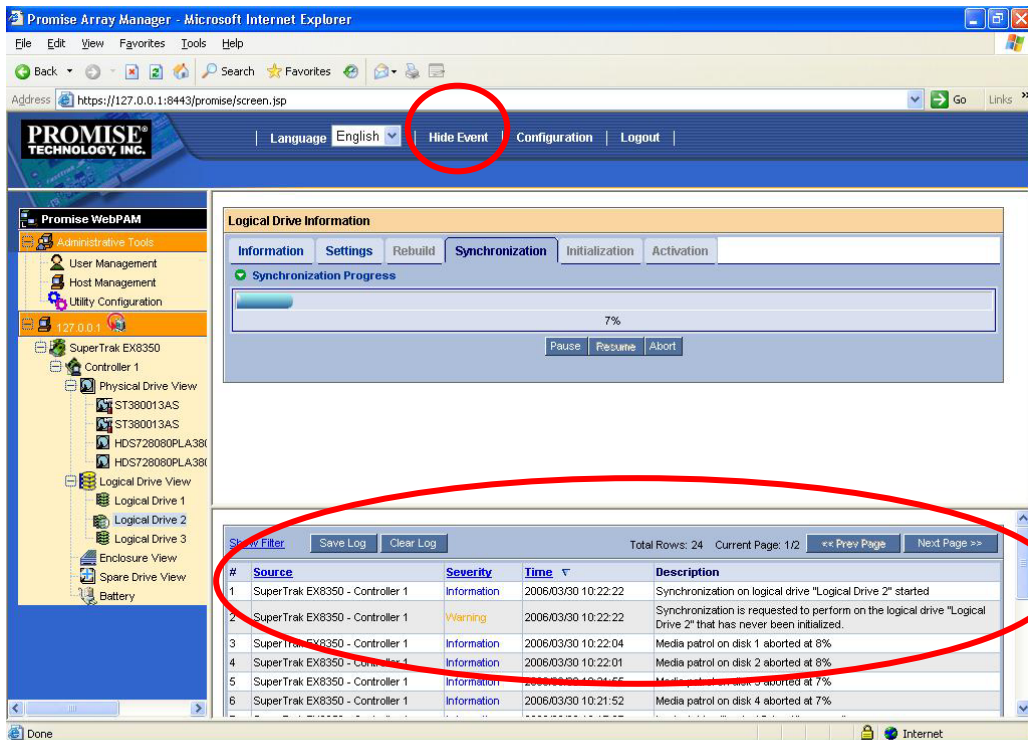 Promise Array Manager - Microsoft Internet Explorer
File Edit View Favorites Tools Help
Back Search Favorites
Address https://127.0.0.1:8443/promise/screen.jsp Go Links »
PROMISE®
TECHNOLOGY, INC.
| Language English | Hide Event | Configuration | Logout |
Promise WebPAM
Administrative Tools
User Management
Host Management
Utility Configuration
127.0.0.1
SuperTrak EX8350
Controller 1
Physical Drive View
ST380013AS
ST380013AS
HDS728080PLA38(
HDS728080PLA38(
Logical Drive View
Logical Drive 1
Logical Drive 2
Logical Drive 3
Enclosure View
Spare Drive View
Battery
Logical Drive Information
Information Settings Rebuild Synchronization Initialization Activation
Synchronization Progress
7%
Pause Resume Abort
Show Filter Save Log Clear Log Total Rows: 24 Current Page: 1/2 << Prev Page Next Page >>
# Source Severity Time Description
1 SuperTrak EX8350 - Controller 1 Information 2006/03/30 10:22:22 Synchronization on logical drive "Logical Drive 2" started
2 SuperTrak EX8350 - Controller 1 Warning 2006/03/30 10:22:22 Synchronization is requested to perform on the logical drive "Logical Drive 2" that has never been initialized.
3 SuperTrak EX8350 - Controller 1 Information 2006/03/30 10:22:04 Media patrol on disk 1 aborted at 8%
4 SuperTrak EX8350 - Controller 1 Information 2006/03/30 10:22:01 Media patrol on disk 2 aborted at 8%
5 SuperTrak EX8350 - Controller 1 Information 2006/03/30 10:21:55 Media patrol on disk 3 aborted at 7%
6 SuperTrak EX8350 - Controller 1 Information 2006/03/30 10:21:52 Media patrol on disk 4 aborted at 7%
Done Internet